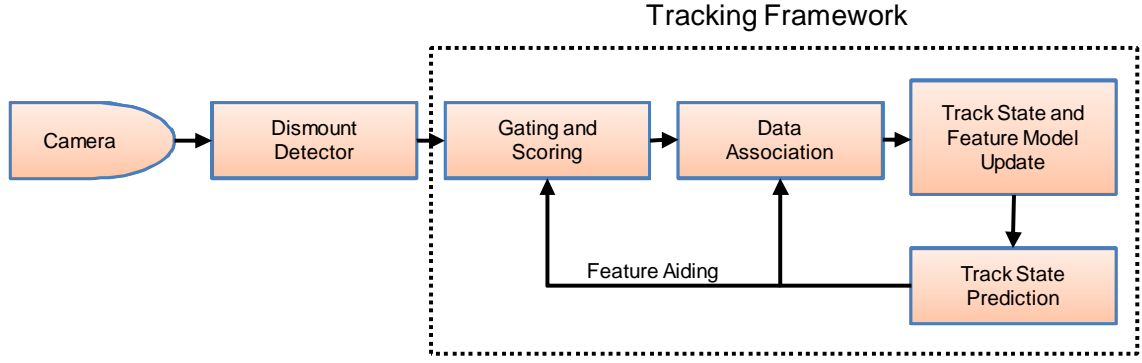 Tracking Framework
Camera
Dismount
Detector
Gating and
Scoring
Data
Association
Track State and
Feature Model
Update
Feature Aiding
Track State
Prediction